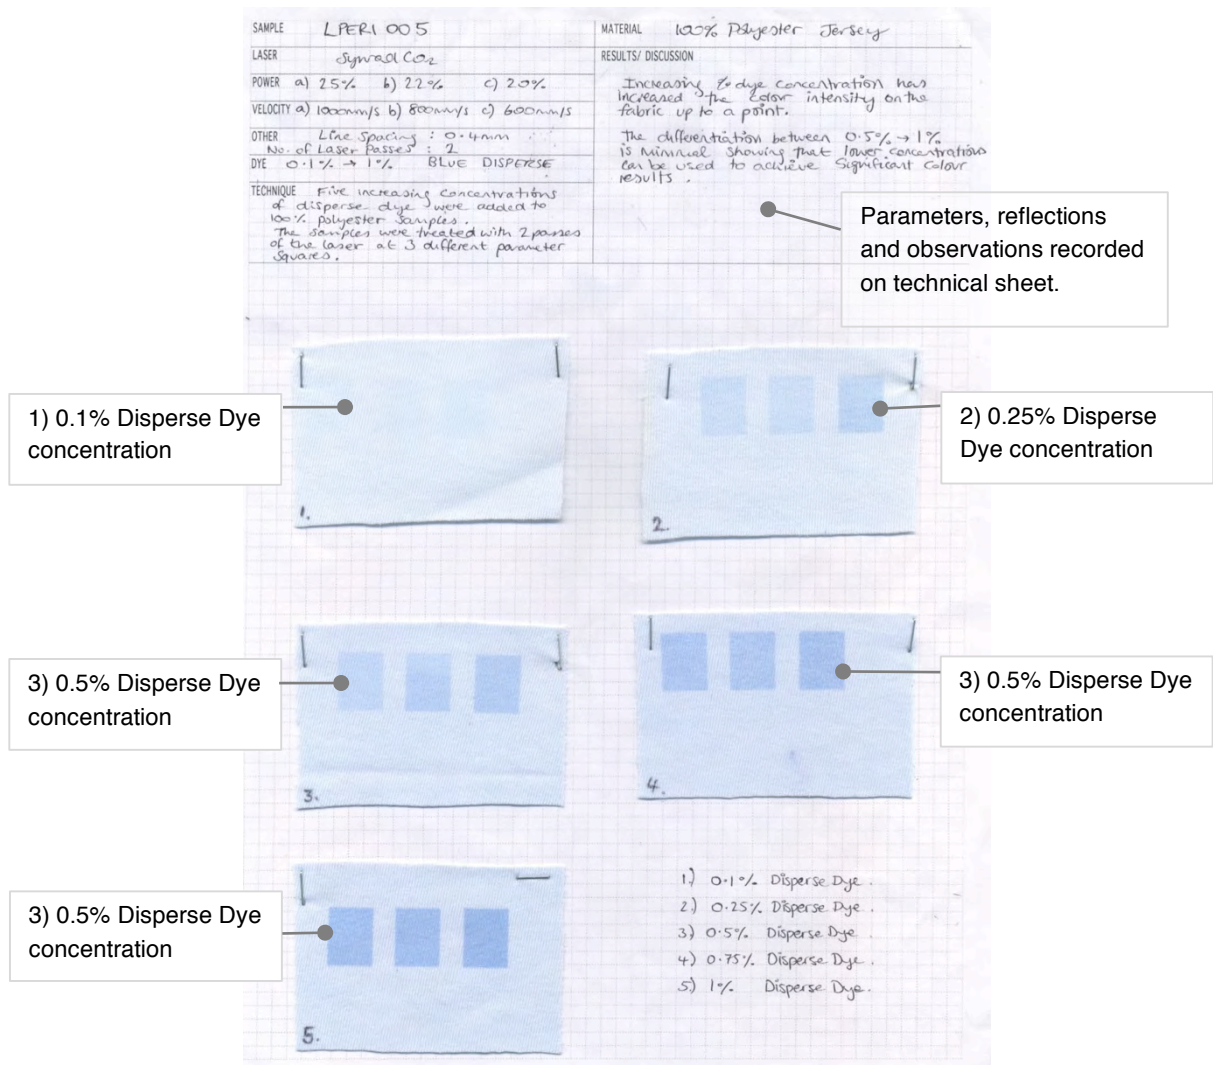 SAMPLE LPERI 005
LASER Synrad CO2
POWER a) 25% b) 22% c) 20%
VELOCITY a) 1000mm/s b) 800mm/s c) 600mm/s
OTHER Line Spacing : 0.4mm
No. of Laser Passes : 2
DYE 0.1% → 1% BLUE DISPERSE
TECHNIQUE Five increasing concentrations
of disperse dye were added to
100% polyester samples.
The samples were treated with 2 passes
of the laser at 3 different parameter
squares.
MATERIAL 100% Polyester Jersey
RESULTS/ DISCUSSION
Increasing % dye concentration has
increased the color intensity on the
fabric up to a point.
The differentiation between 0.5% → 1%
is minimal showing that lower concentrations
can be used to achieve significant colour
results.
Parameters, reflections
and observations recorded
on technical sheet.
1) 0.1% Disperse Dye
concentration
1.
2.
2) 0.25% Disperse
Dye concentration
3) 0.5% Disperse Dye
concentration
3.
4.
3) 0.5% Disperse Dye
concentration
3) 0.5% Disperse Dye
concentration
5.
1.) 0.1% Disperse Dye.
2.) 0.25% Disperse Dye.
3) 0.5% Disperse Dye.
4) 0.75% Disperse Dye.
5.) 1% Disperse Dye.